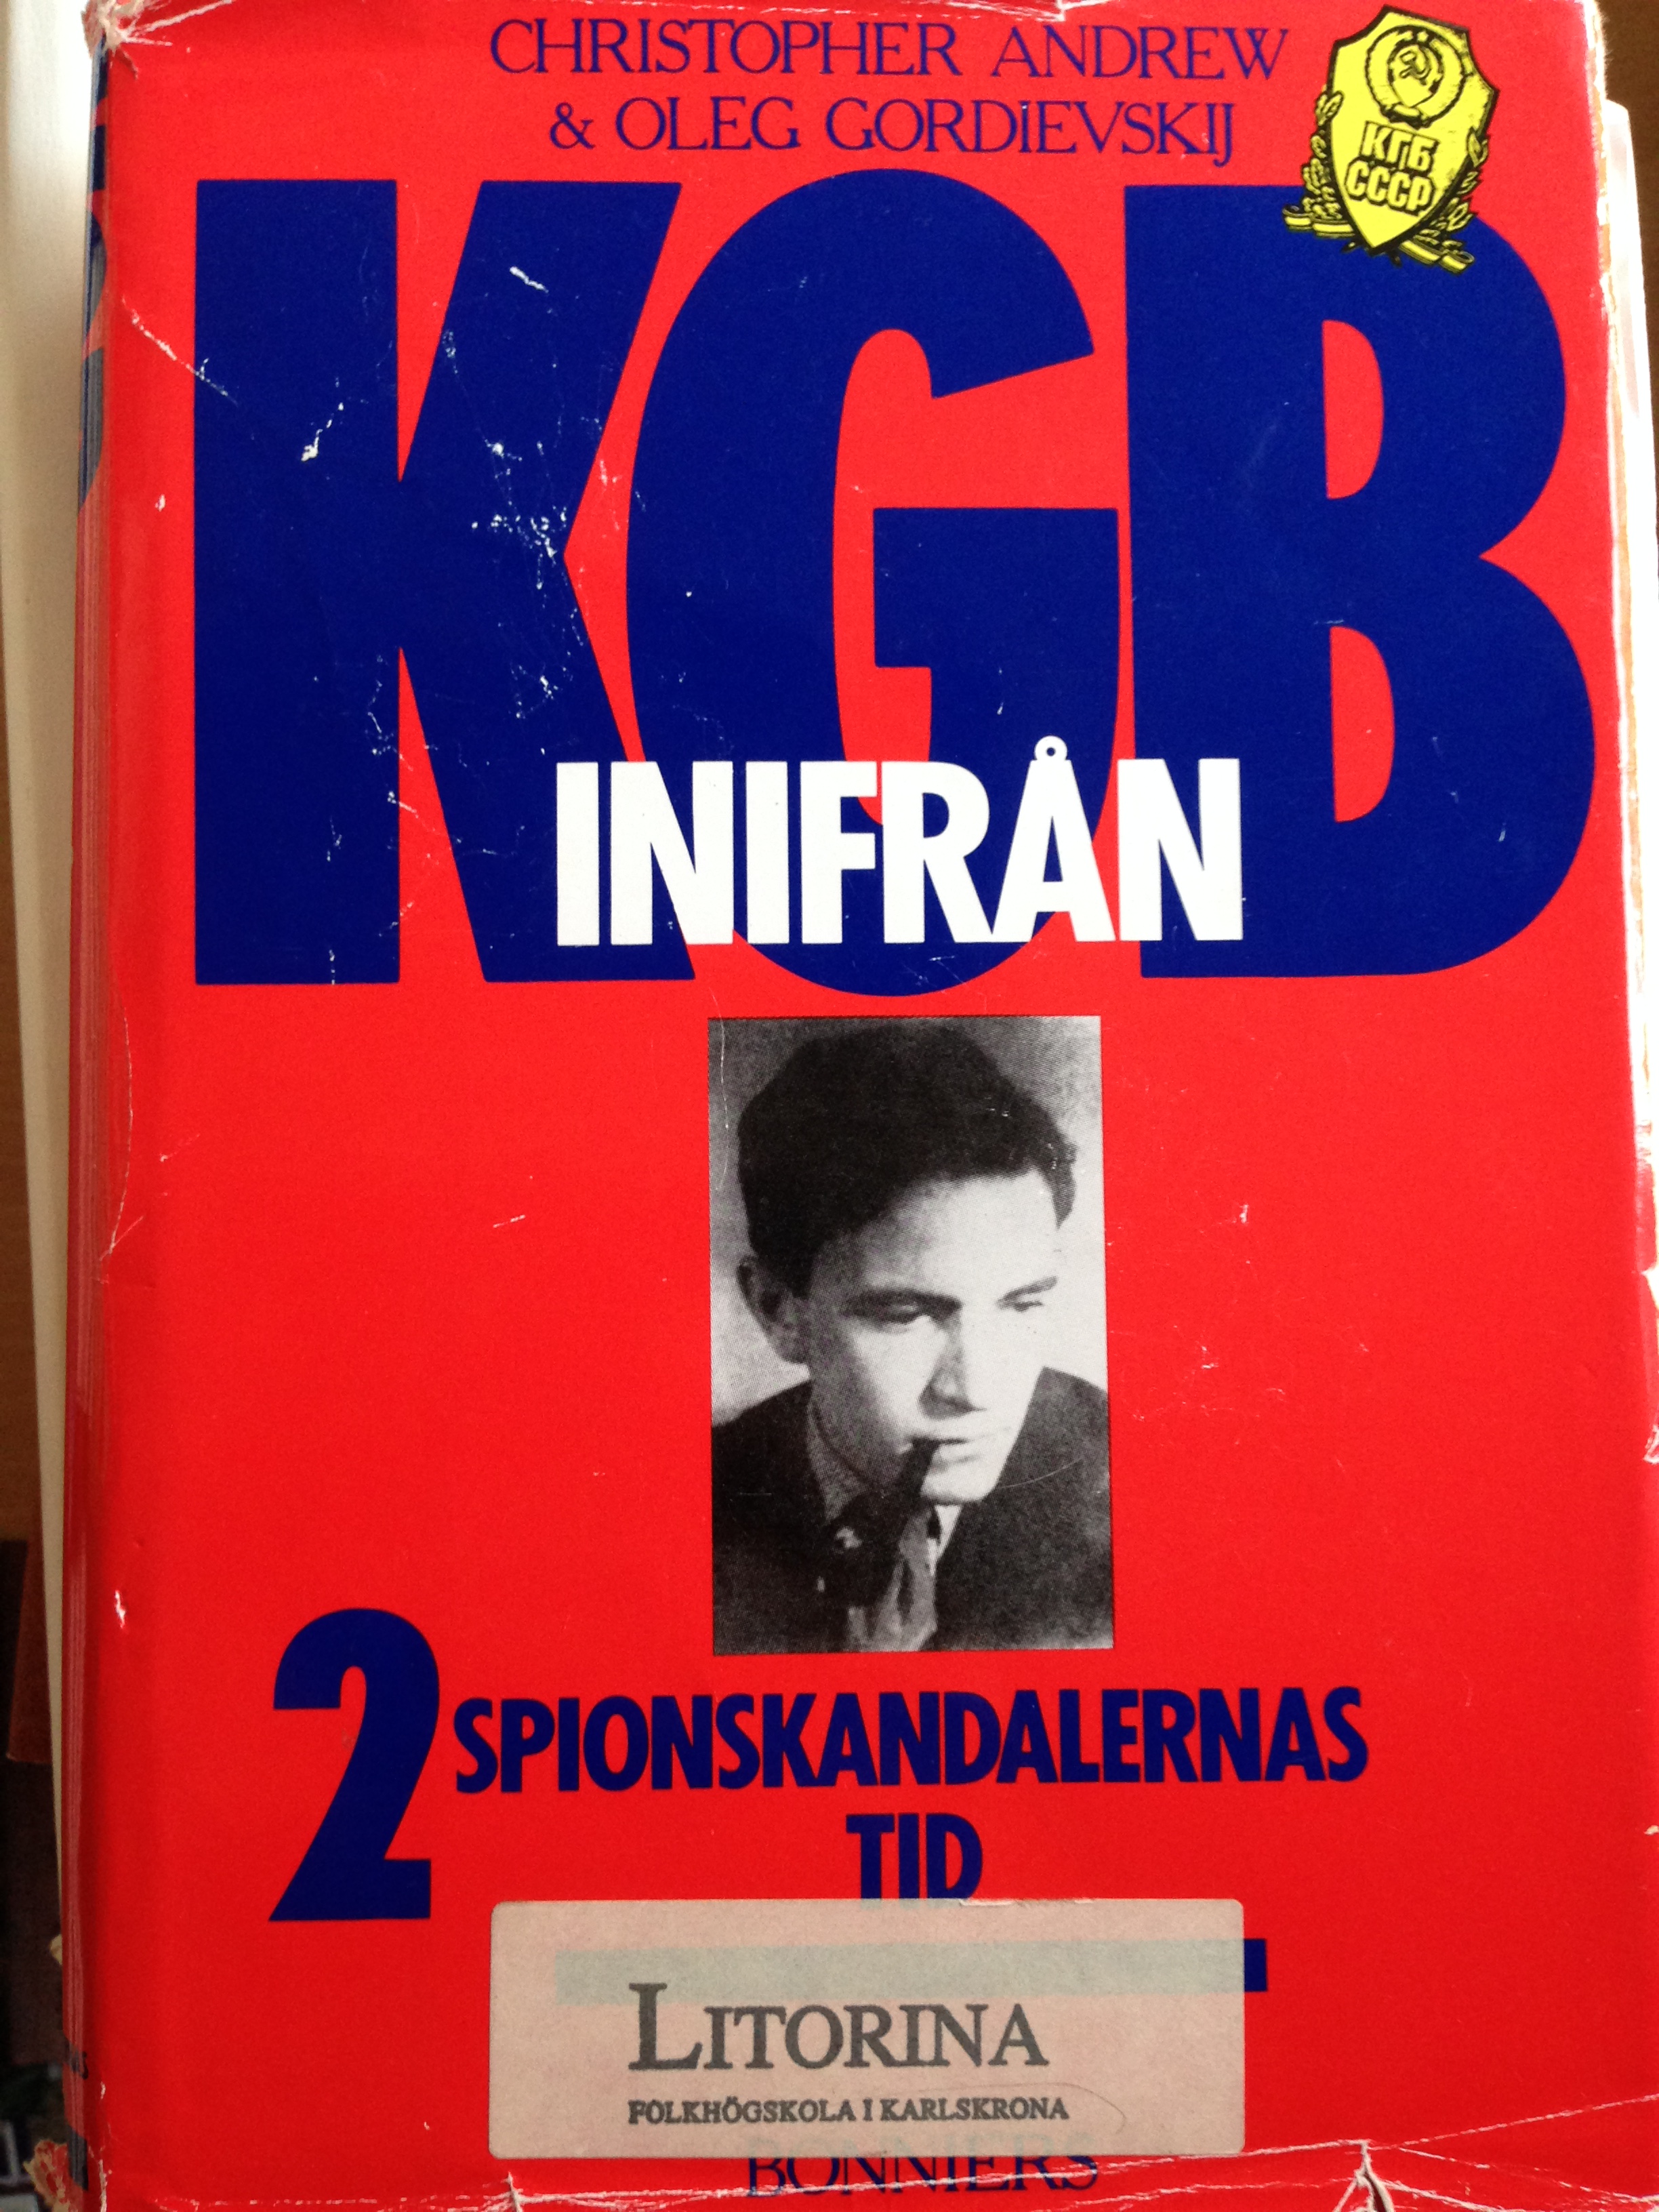 CHRISTOPHER ANDREW
& OLEG GORDIEVSKIJ
КГБ
СССР
KGB
INIFRÅN
2 SPIONSKANDALERNAS
TID
LITORINA
FOLKHÖGSKOLA I KARLSKRONA
BONNIERS